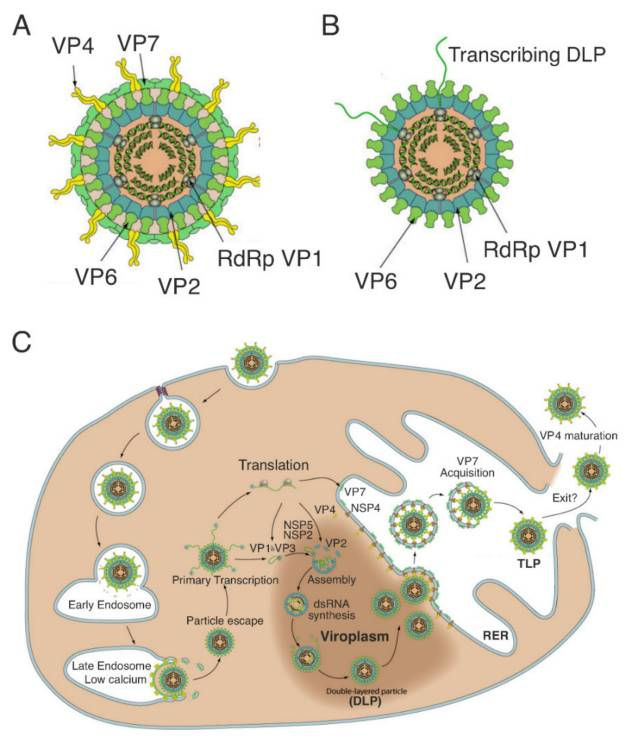 A
VP4
VP7
VP6
VP2
RdRp VP1
B
Transcribing DLP
RdRp VP1
VP6
VP2
C
Translation
VP7
NSP4
VP4
NSP5
NSP2
VP1
VP3
VP2
Primary Transcription
Assembly
Early Endosome
Particle escape
dsRNA
synthesis
Viroplasm
Late Endosome
Low calcium
Double-layered particle
(DLP)
VP7
Acquisition
VP4 maturation
Exit?
TLP
RER